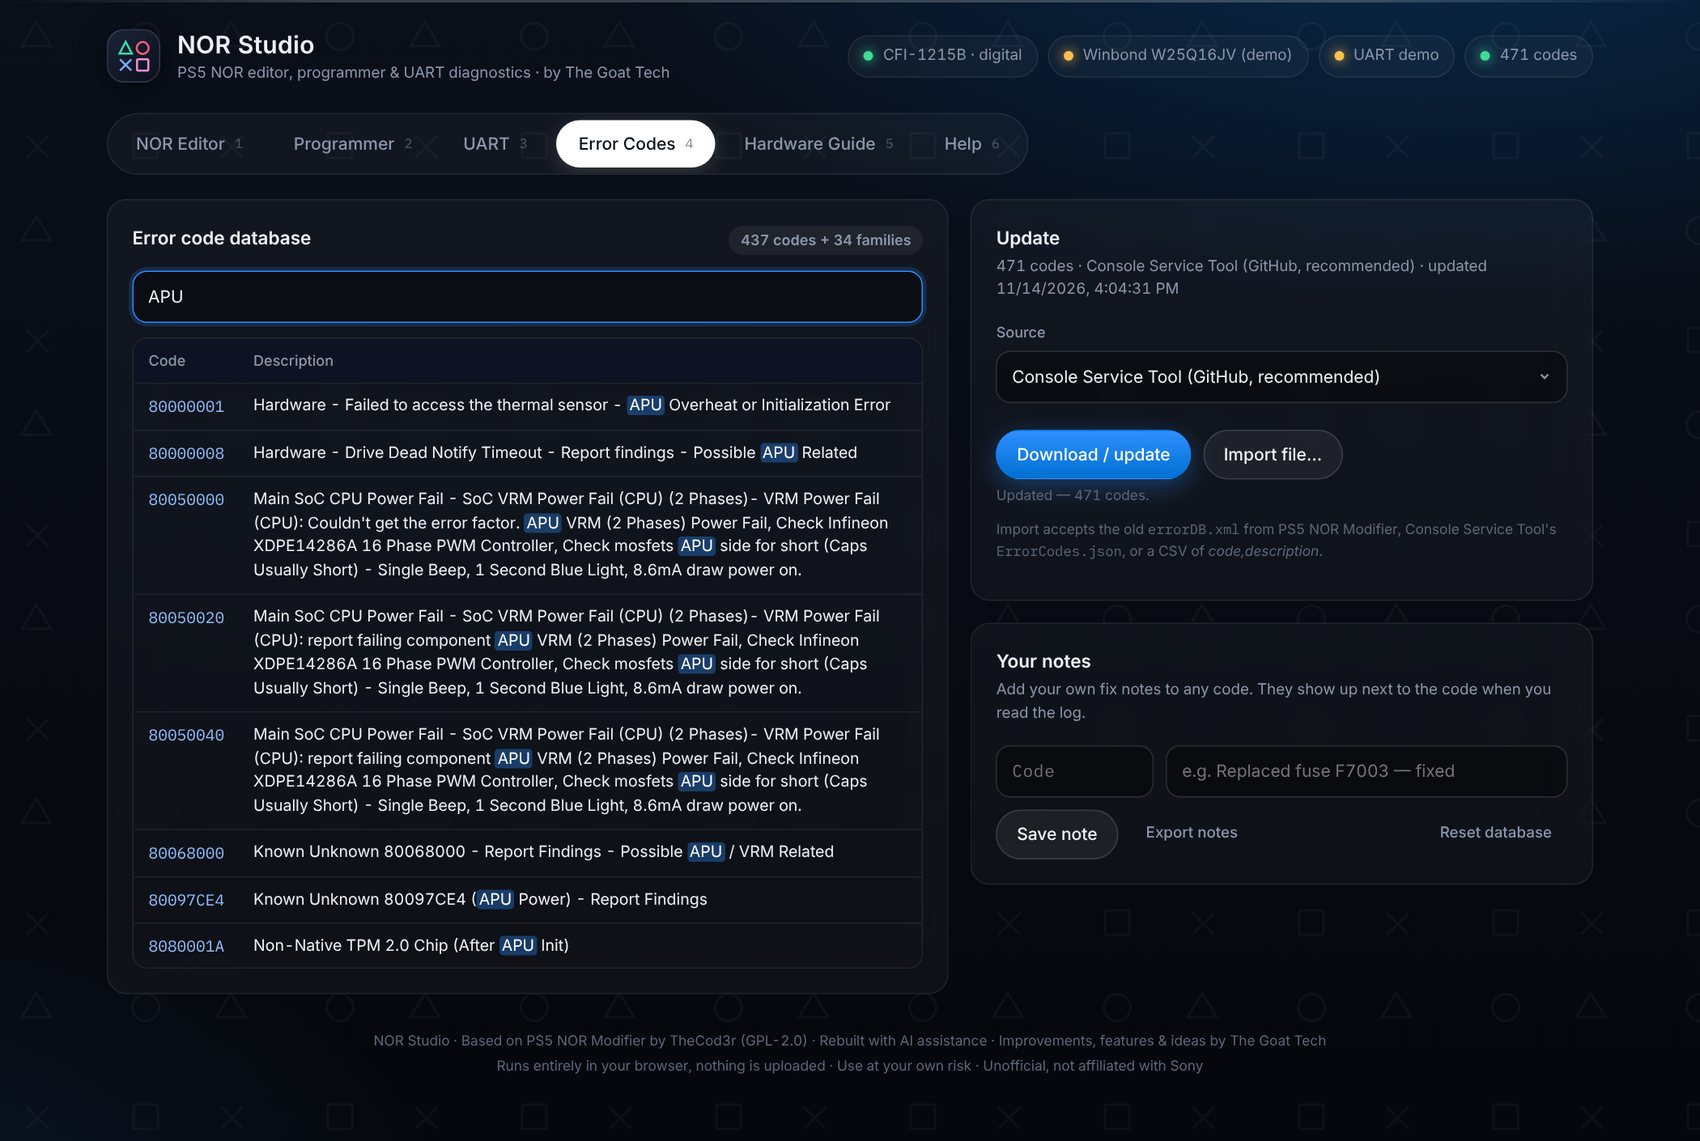 NOR Studio
PS5 NOR editor, programmer & UART diagnostics · by The Goat Tech
CFI-1215B · digital
Winbond W25Q16JV (demo)
UART demo
471 codes
NOR Editor 1
Programmer 2
UART 3
Error Codes 4
Hardware Guide 5
Help 6
Error code database
437 codes + 34 families
APU
Code Description
80000001 Hardware - Failed to access the thermal sensor - APU Overheat or Initialization Error
80000008 Hardware - Drive Dead Notify Timeout - Report findings - Possible APU Related
80050000 Main SoC CPU Power Fail - SoC VRM Power Fail (CPU) (2 Phases)- VRM Power Fail
(CPU): Couldn't get the error factor. APU VRM (2 Phases) Power Fail, Check Infineon
XDPE14286A 16 Phase PWM Controller, Check mosfets APU side for short (Caps
Usually Short) - Single Beep, 1 Second Blue Light, 8.6mA draw power on.
80050020 Main SoC CPU Power Fail - SoC VRM Power Fail (CPU) (2 Phases)- VRM Power Fail
(CPU): report failing component APU VRM (2 Phases) Power Fail, Check Infineon
XDPE14286A 16 Phase PWM Controller, Check mosfets APU side for short (Caps
Usually Short) - Single Beep, 1 Second Blue Light, 8.6mA draw power on.
80050040 Main SoC CPU Power Fail - SoC VRM Power Fail (CPU) (2 Phases)- VRM Power Fail
(CPU): report failing component APU VRM (2 Phases) Power Fail, Check Infineon
XDPE14286A 16 Phase PWM Controller, Check mosfets APU side for short (Caps
Usually Short) - Single Beep, 1 Second Blue Light, 8.6mA draw power on.
80068000 Known Unknown 80068000 - Report Findings - Possible APU / VRM Related
80097CE4 Known Unknown 80097CE4 (APU Power) - Report Findings
8080001A Non-Native TPM 2.0 Chip (After APU Init)
Update
471 codes · Console Service Tool (GitHub, recommended) · updated
11/14/2026, 4:04:31 PM
Source
Console Service Tool (GitHub, recommended)
Download / update
Import file...
Updated — 471 codes.
Import accepts the old errorDB.xml from PS5 NOR Modifier, Console Service Tool's
ErrorCodes.json, or a CSV of code,description.
Your notes
Add your own fix notes to any code. They show up next to the code when you
read the log.
Code
e.g. Replaced fuse F7003 — fixed
Save note
Export notes
Reset database
NOR Studio · Based on PS5 NOR Modifier by TheCod3r (GPL-2.0) · Rebuilt with AI assistance · Improvements, features & ideas by The Goat Tech
Runs entirely in your browser, nothing is uploaded · Use at your own risk · Unofficial, not affiliated with Sony